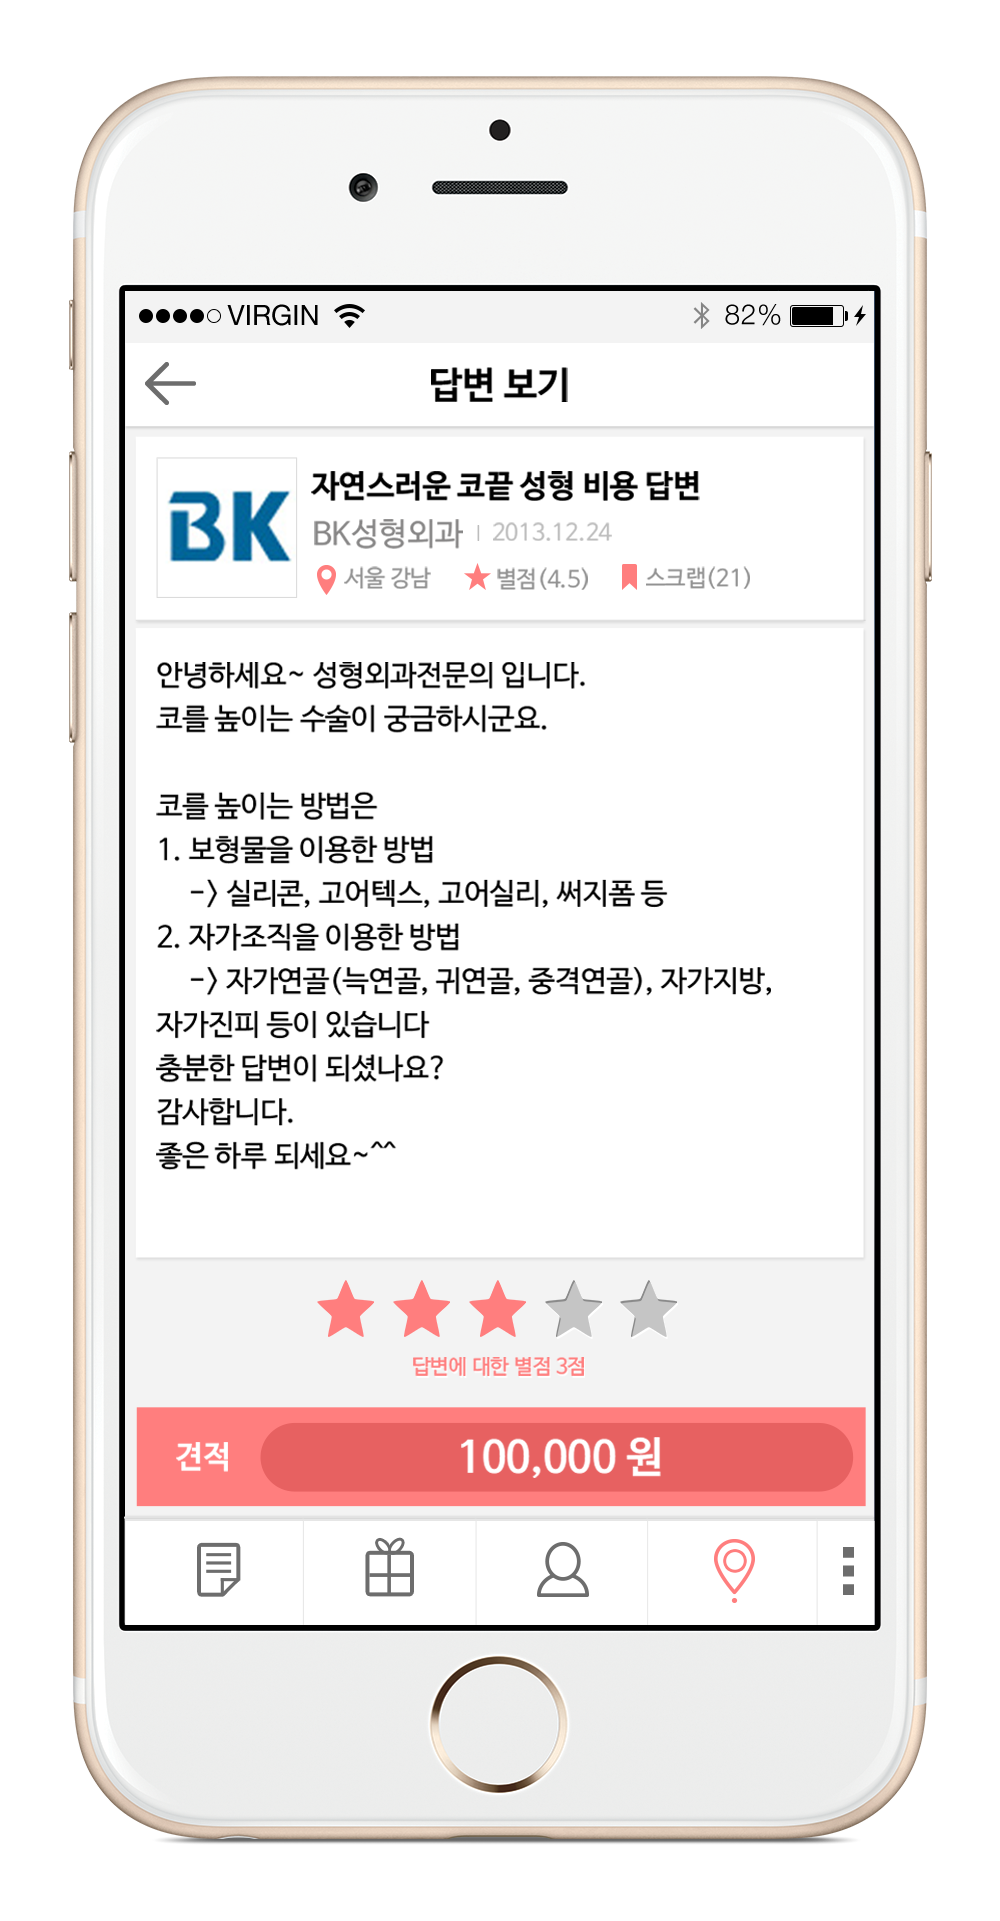 VIRGIN 82%
답변 보기
BK
자연스러운 코끝 성형 비용 답변
BK성형외과 | 2013.12.24
서울 강남 별점(4.5) 스크랩(21)
안녕하세요~ 성형외과전문의 입니다.
코를 높이는 수술이 궁금하시군요.
코를 높이는 방법은
1. 보형물을 이용한 방법
-> 실리콘, 고어텍스, 고어실리, 써지폼 등
2. 자가조직을 이용한 방법
-> 자가연골(늑연골, 귀연골, 중격연골), 자가지방,
자가진피 등이 있습니다
충분한 답변이 되셨나요?
감사합니다.
좋은 하루 되세요~^^
답변에 대한 별점 3점
견적 100,000 원